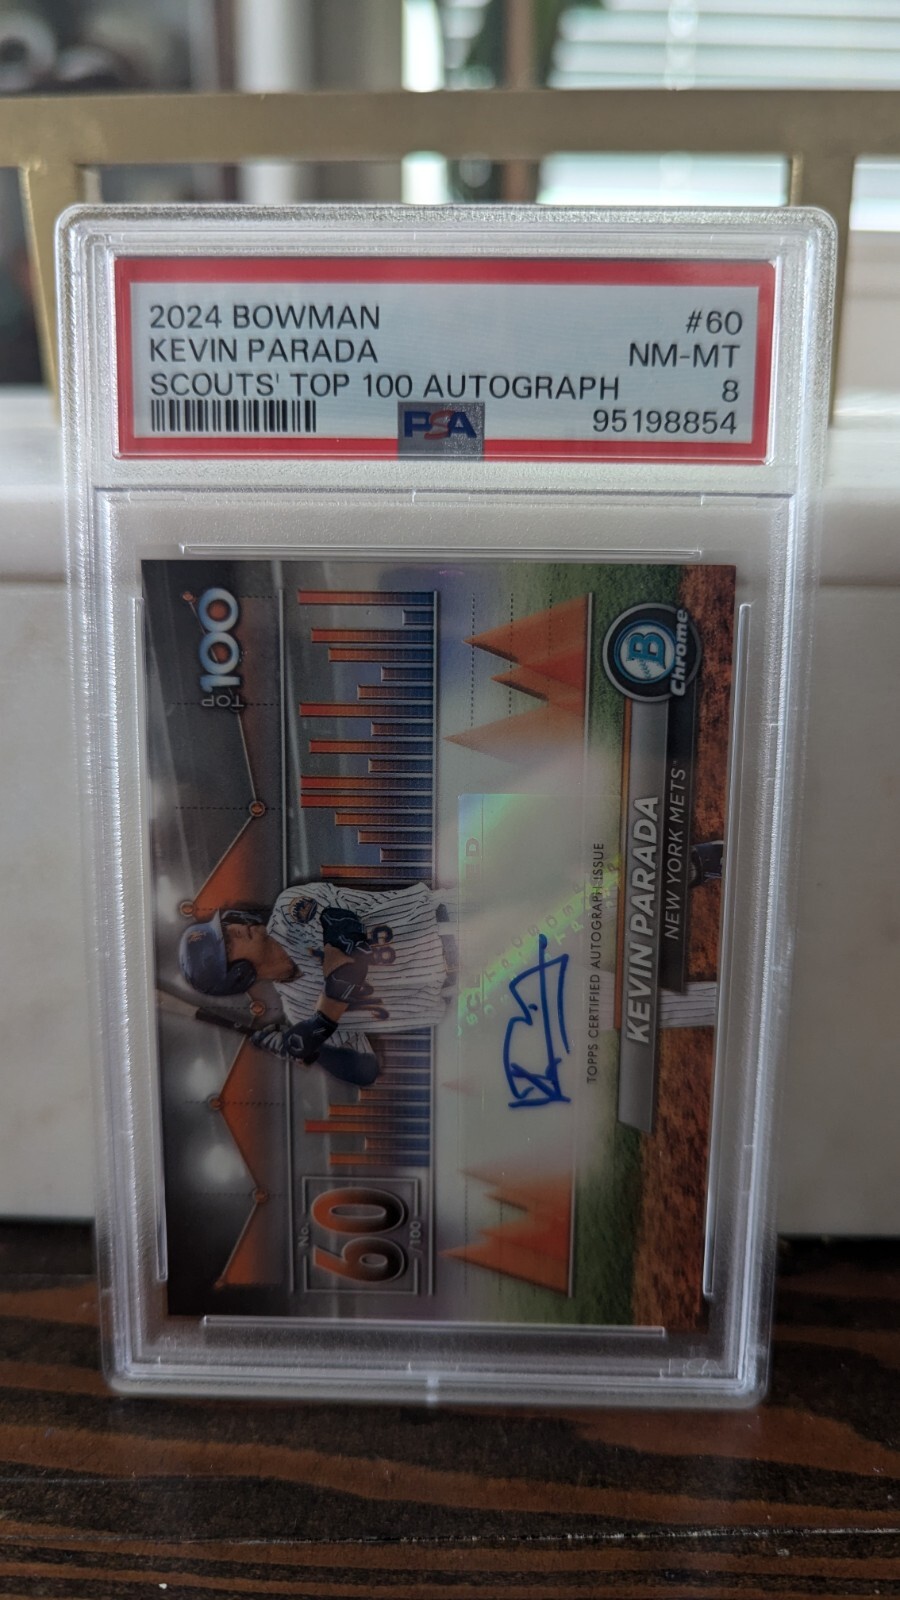 2024 BOWMAN #60
KEVIN PARADA NM-MT
SCOUTS' TOP 100 AUTOGRAPH 8
PSA 95198854
TOP 100
No. 60 /100
TOPPS CERTIFIED AUTOGRAPH ISSUE
B
Chrome
KEVIN PARADA
NEW YORK METS